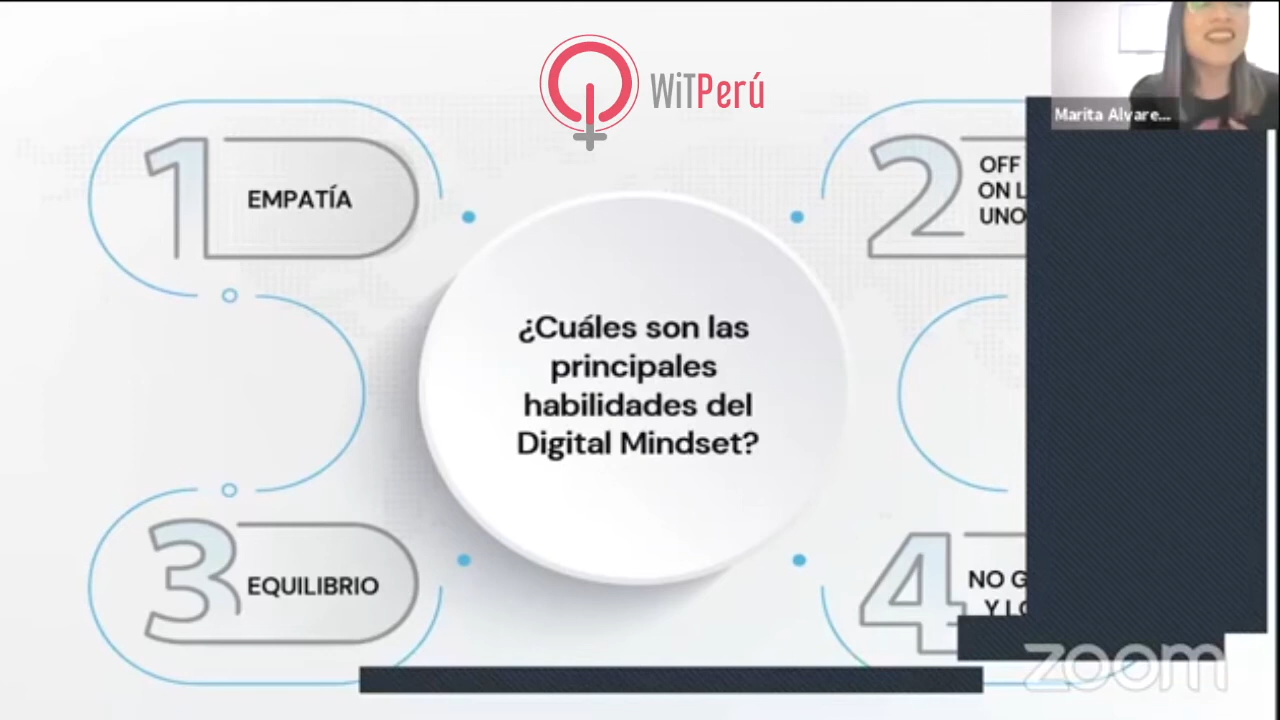 WiTPerú
Marita Alvare...
1
EMPATÍA
2
OFF
ON
UNO
¿Cuáles son las
principales
habilidades del
Digital Mindset?
3
EQUILIBRIO
4
NO
Y
zoom